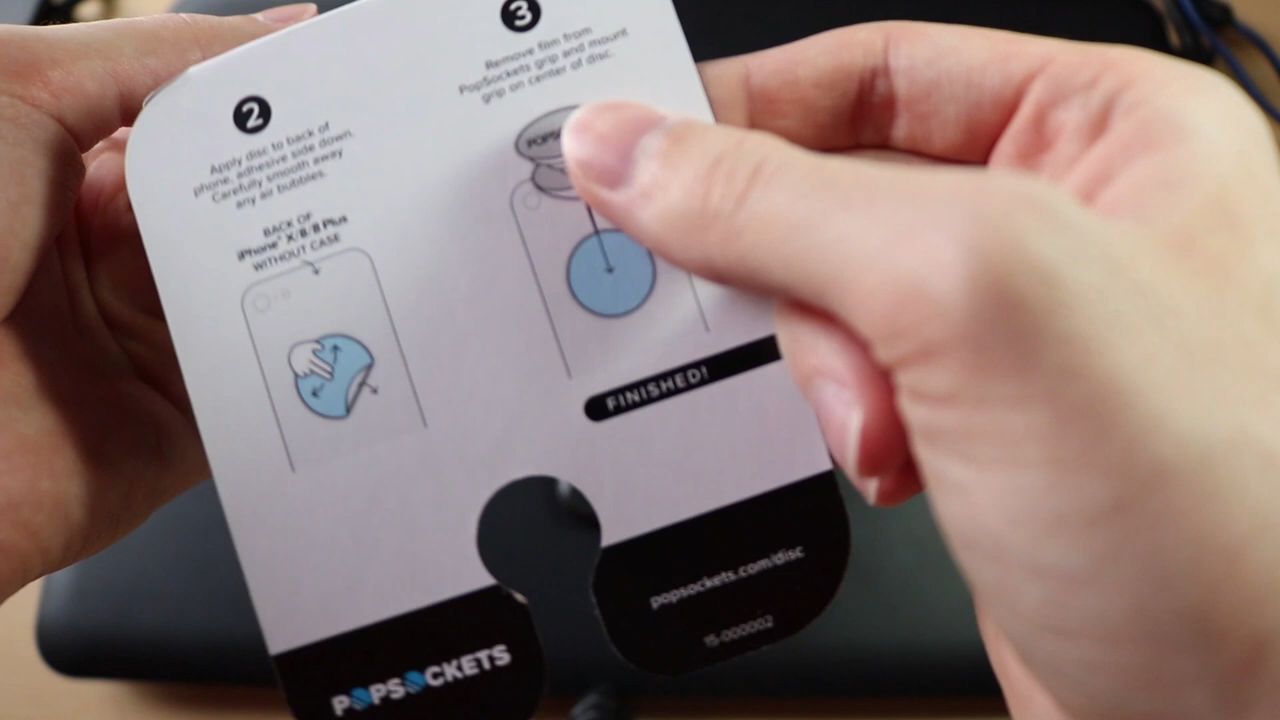 2
Apply disc to back of
phone, adhesive side down.
Carefully smooth away
any air bubbles.
BACK OF
iPhone® X/8/8 Plus
WITHOUT CASE
3
Remove film from
PopSockets grip and mount
grip on center of disc.
FINISHED!
popsockets.com/disc
15-000002
POPSOCKETS